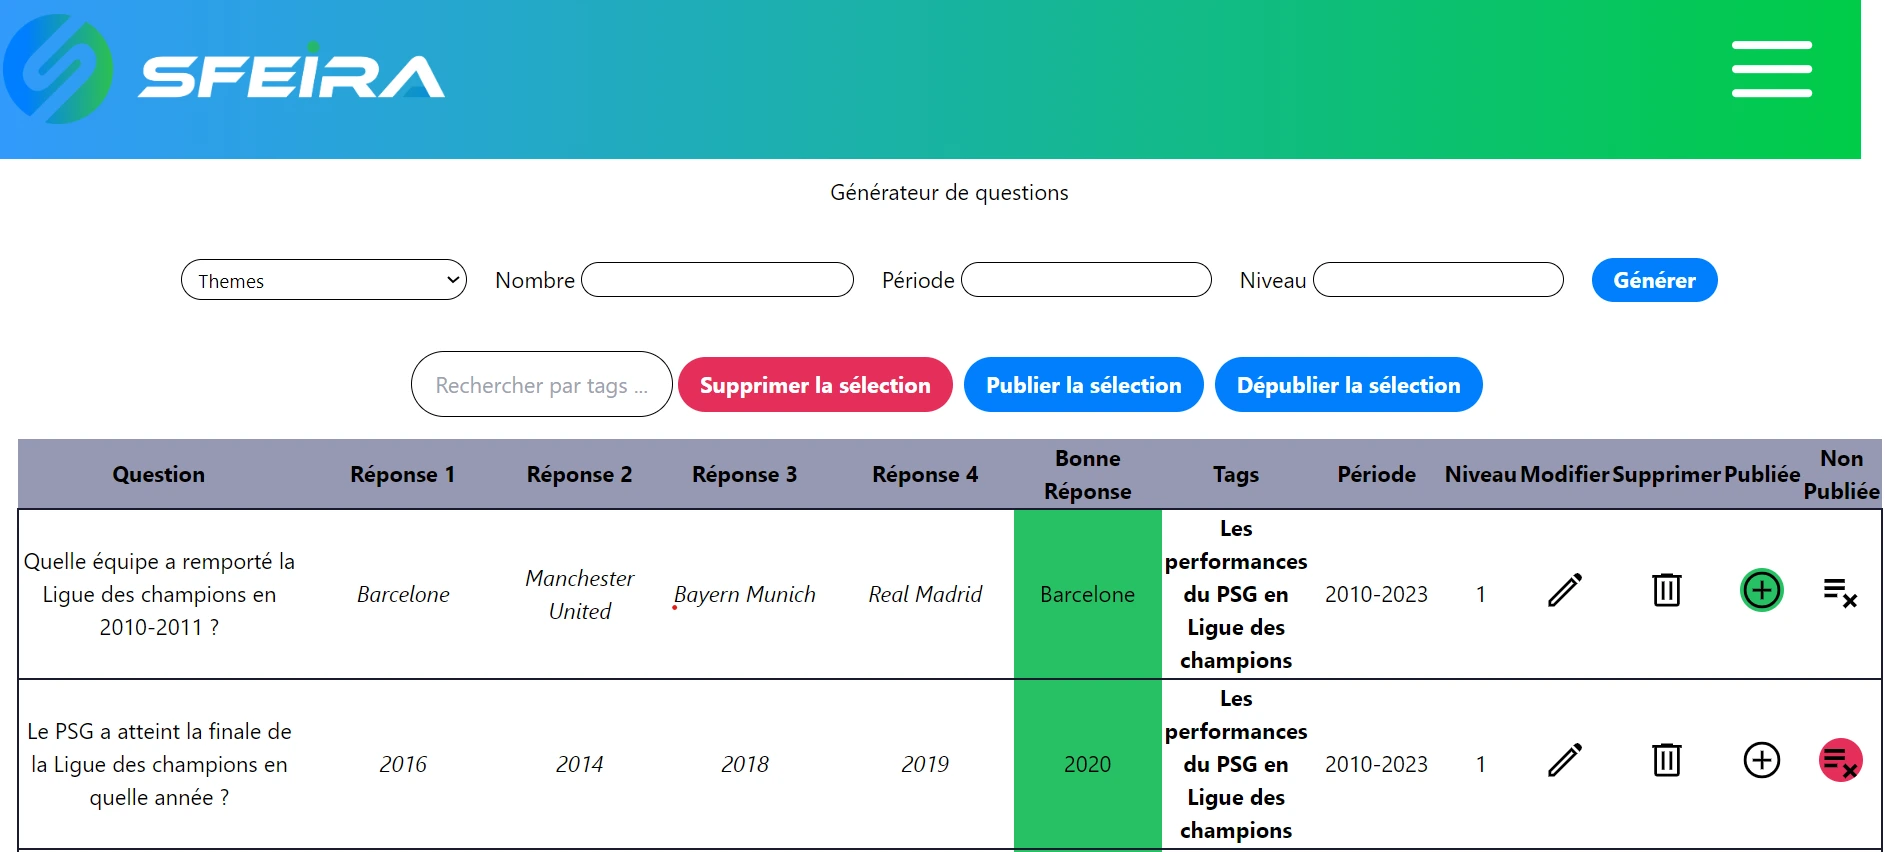 SFEIRA
Générateur de questions
Themes
Nombre
Période
Niveau
Générer
Rechercher par tags ...
Supprimer la sélection
Publier la sélection
Dépublier la sélection
Question
Réponse 1
Réponse 2
Réponse 3
Réponse 4
Bonne
Réponse
Tags
Période
Niveau
Modifier
Supprimer
Publiée
Non
Publiée
Quelle équipe a remporté la
Ligue des champions en
2010-2011 ?
Barcelone
Manchester
United
Bayern Munich
Real Madrid
Barcelone
Les
performances
du PSG en
Ligue des
champions
2010-2023
1
Le PSG a atteint la finale de
la Ligue des champions en
quelle année ?
2016
2014
2018
2019
2020
Les
performances
du PSG en
Ligue des
champions
2010-2023
1